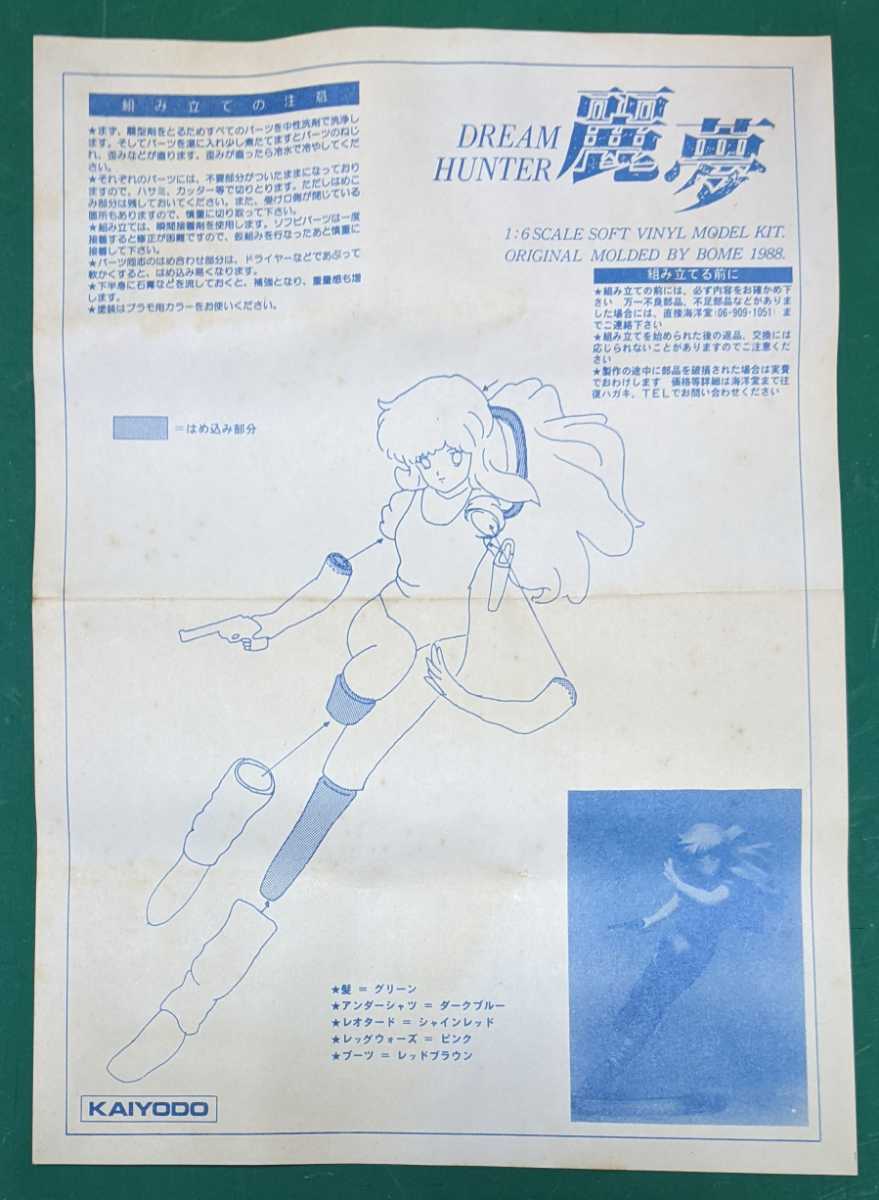 組み立ての注意
★まず、離型剤をとるためすべてのパーツを中性洗剤で洗浄し
ます。そしてパーツを湯に入れ少し煮たてますとパーツのねじ
れ、歪みなどが直ります。歪みが直ったら冷水で冷やしてくだ
さい。
★それぞれのパーツには、不要部分がついたままになっており
ますので、ハサミ、カッター等で切りとります。ただしはめこ
み部分は残しておいてください。また、受け口側が閉じている
箇所もありますので、慎重に切り取って下さい。
★組み立ては、瞬間接着剤を使用します。ソフビパーツは一度
接着すると修正が困難ですので、仮組みを行なったあと慎重に
接着して下さい。
★パーツ同志のはめ合わせ部分は、ドライヤーなどであぶって
軟かくすると、はめ込み易くなります。
★下半身に石膏などを流しておくと、補強となり、重量感も増
します。
★塗装はプラモ用カラーをお使いください。
DREAM
HUNTER
麗夢
1:6 SCALE SOFT VINYL MODEL KIT.
ORIGINAL MOLDED BY BOME 1988.
組み立てる前に
★組み立ての前には、必ず内容をお確かめ下
さい 万一不良部品、不足部品などがありま
した場合には、直接海洋堂(06-909-1051) ま
でご連絡下さい
★組み立てを始められた後の返品、交換には
応じられないことがありますのでご注意くだ
さい
★製作の途中に部品を破損された場合は実費
でおわけします 価格等詳細は海洋堂まで往
復ハガキ、TELでお問い合わせください
=はめ込み部分
★髪 = グリーン
★アンダーシャツ = ダークブルー
★レオタード = シャインレッド
★レッグウォーズ = ピンク
★ブーツ = レッドブラウン
KAIYODO